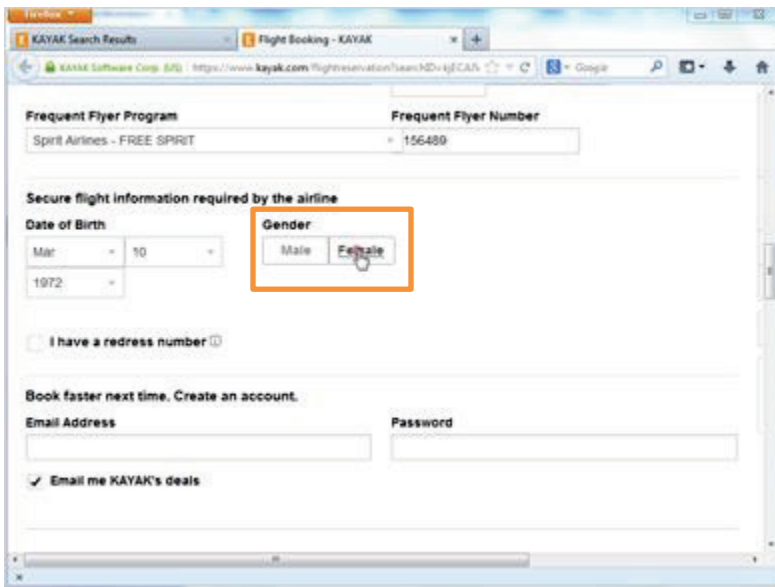 Firefox
KAYAK Search Results
Flight Booking - KAYAK
KAYAK Software Corp. (US) https://www.kayak.com/flightreservation?searchID=
Google
Frequent Flyer Program
Frequent Flyer Number
Spirit Airlines - FREE SPIRIT
156489
Secure flight information required by the airline
Date of Birth
Gender
Mar
10
Male
Female
1972
I have a redress number
Book faster next time. Create an account.
Email Address
Password
Email me KAYAK's deals